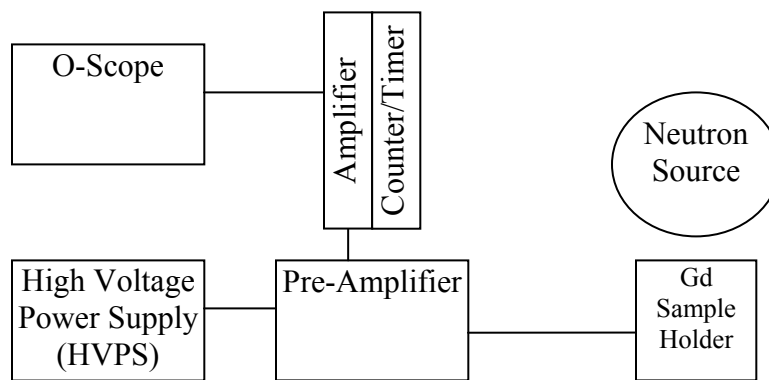 O-Scope
Amplifier
Counter/Timer
Neutron
Source
High Voltage
Power Supply
(HVPS)
Pre-Amplifier
Gd
Sample
Holder